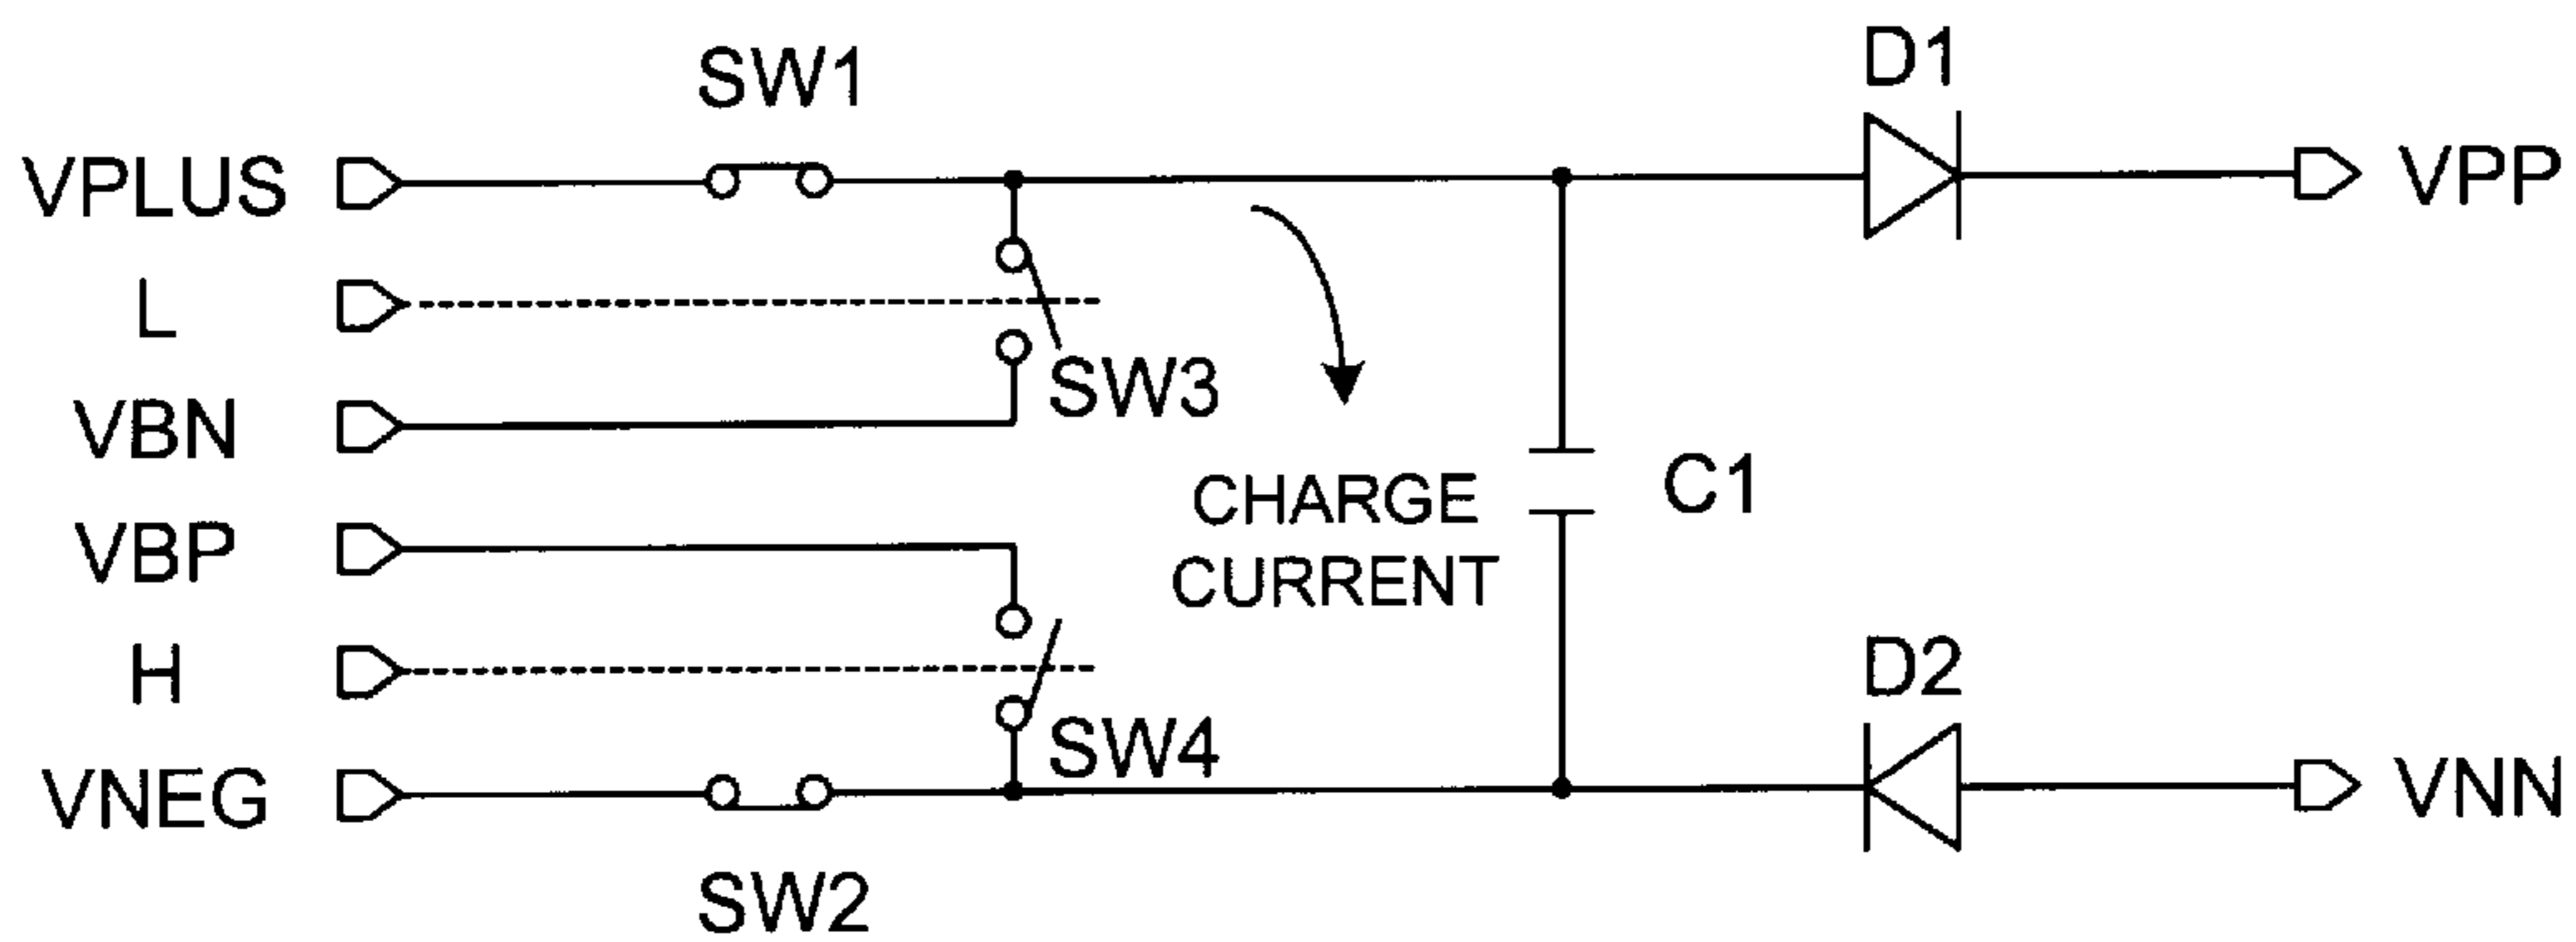 SW1
D1
VPLUS
VPP
L
SW3
VBN
CHARGE
CURRENT
C1
VBP
H
SW4
D2
VNEG
VNN
SW2